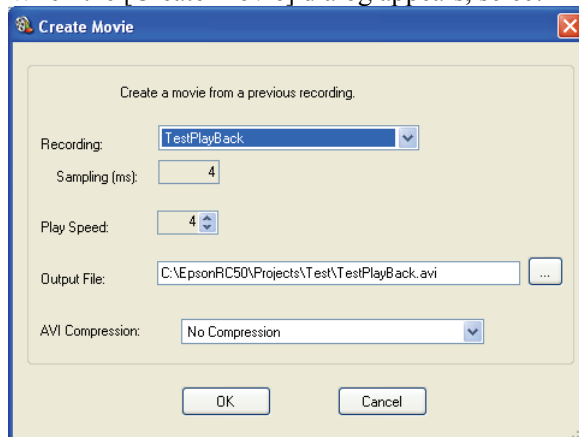 Create Movie
Create a movie from a previous recording.
Recording: TestPlayBack
Sampling (ms): 4
Play Speed: 4
Output File: C:\EpsonRC50\Projects\Test\TestPlayBack.avi ...
AVI Compression: No Compression
OK Cancel